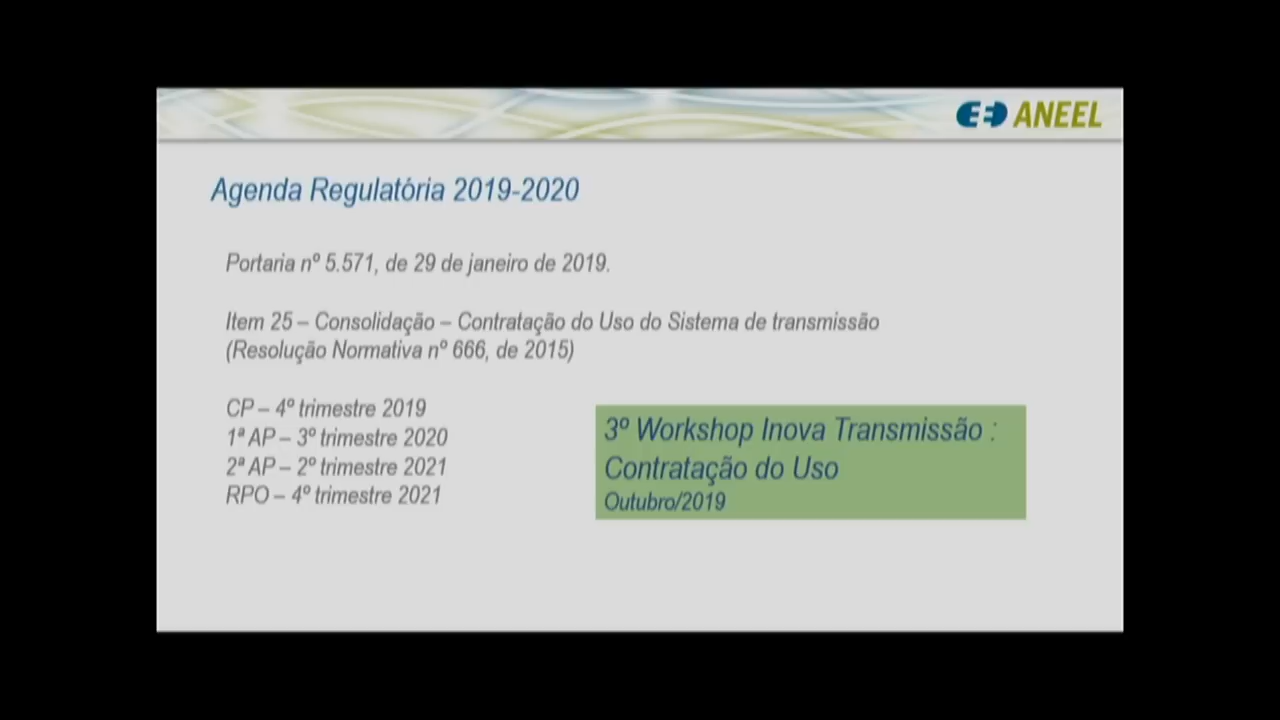 ANEEL
Agenda Regulatória 2019-2020
Portaria nº 5.571, de 29 de janeiro de 2019.
Item 25 – Consolidação – Contratação do Uso do Sistema de transmissão
(Resolução Normativa nº 666, de 2015)
CP – 4º trimestre 2019
1ª AP – 3º trimestre 2020
2ª AP – 2º trimestre 2021
RPO – 4º trimestre 2021
3º Workshop Inova Transmissão :
Contratação do Uso
Outubro/2019